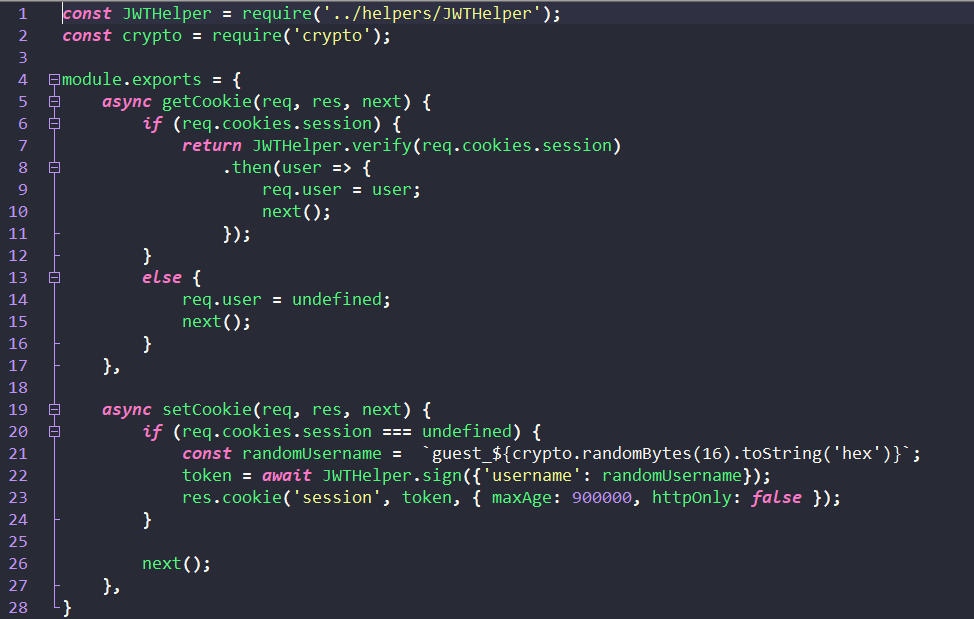 1 const JWTHelper = require('../helpers/JWTHelper');
2 const crypto = require('crypto');
3
4 module.exports = {
5     async getCookie(req, res, next) {
6         if (req.cookies.session) {
7             return JWTHelper.verify(req.cookies.session)
8                 .then(user => {
9                     req.user = user;
10                     next();
11                 });
12         }
13         else {
14             req.user = undefined;
15             next();
16         }
17     },
18
19     async setCookie(req, res, next) {
20         if (req.cookies.session === undefined) {
21             const randomUsername =  `guest_${crypto.randomBytes(16).toString('hex')}`;
22             token = await JWTHelper.sign({'username': randomUsername});
23             res.cookie('session', token, { maxAge: 900000, httpOnly: false });
24         }
25
26         next();
27     },
28 }